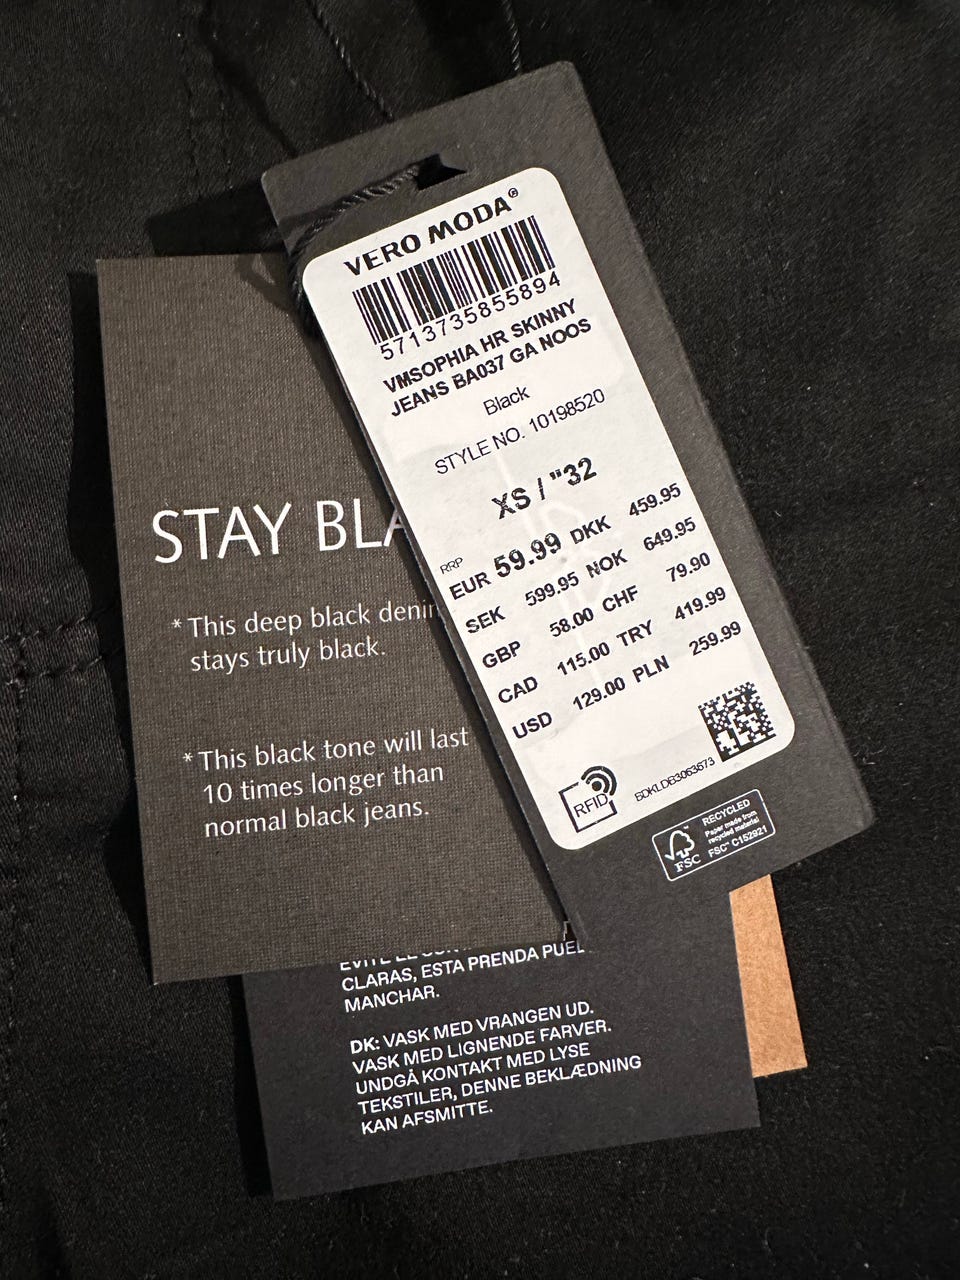 VERO MODA®
5713735855894
VMSOPHIA HR SKINNY
JEANS BA037 GA NOOS
Black
STYLE NO. 10198520
XS / "32
RRP
EUR 59.99 DKK 459.95
SEK 599.95 NOK 649.95
GBP 58.00 CHF 79.90
CAD 115.00 TRY 419.99
USD 129.00 PLN 259.99
RFID
FSC
RECYCLED
Paper made from
recycled material
FSC® C152921
STAY BLA
* This deep black denim
stays truly black.
* This black tone will last
10 times longer than
normal black jeans.
CLARAS, ESTA PRENDA
MANCHAR.
DK: VASK MED VRANGEN UD.
VASK MED LIGNENDE FARVER.
UNDGÅ KONTAKT MED LYSE
TEKSTILER, DENNE BEKLÆDNING
KAN AFSMITTE.